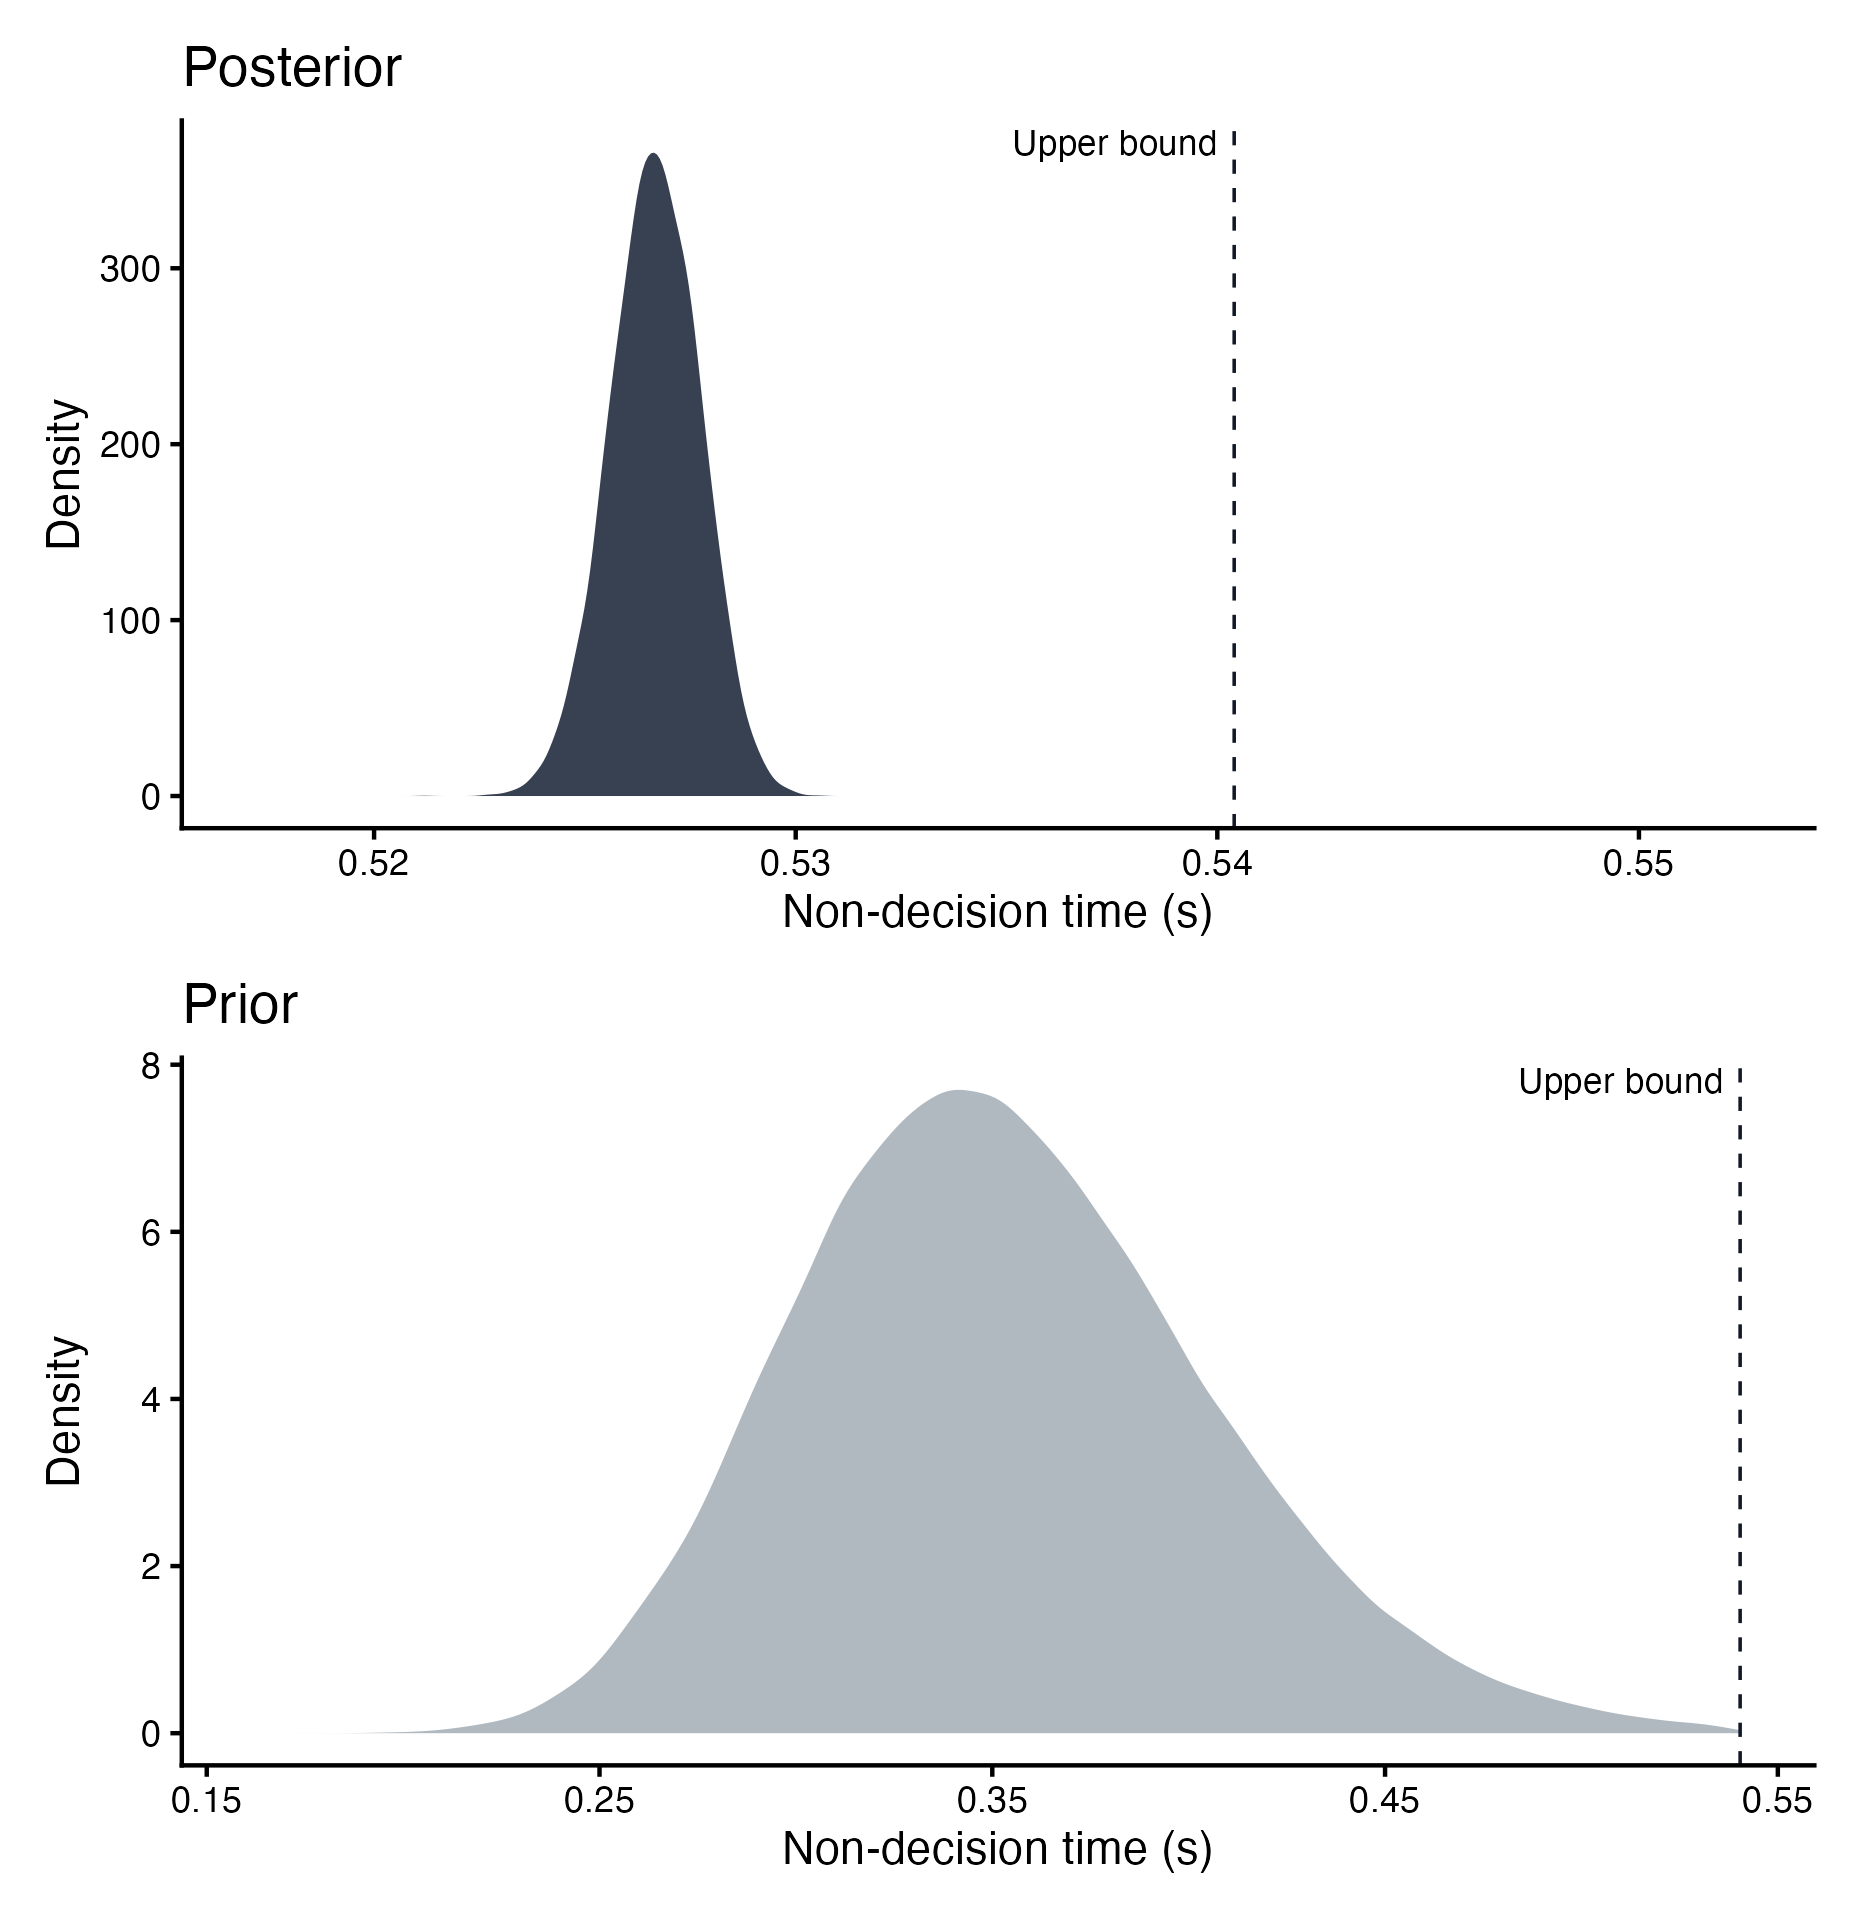 Posterior
Upper bound
300
200
100
0
Density
0.52 0.53 0.54 0.55
Non-decision time (s)
Prior
Upper bound
8
6
4
2
0
Density
0.15 0.25 0.35 0.45 0.55
Non-decision time (s)